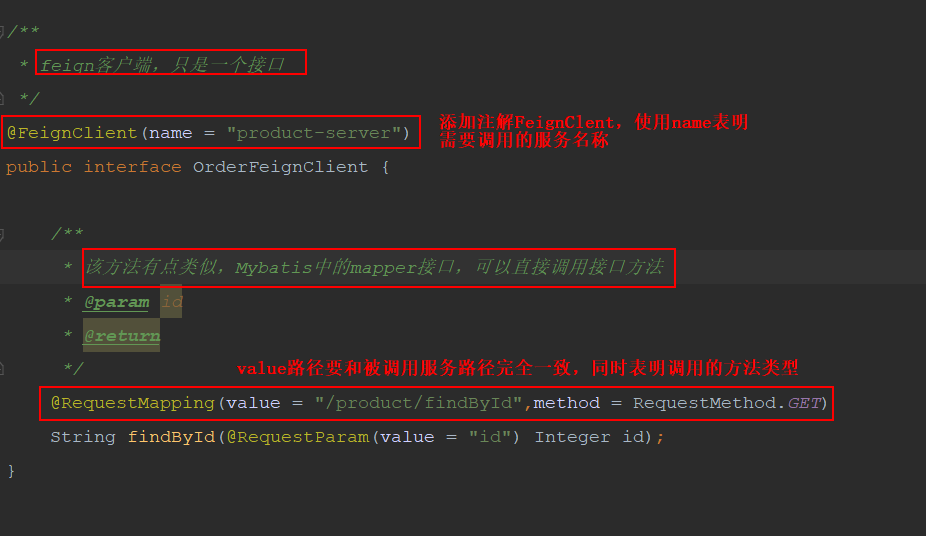 /**
* feign客户端，只是一个接口
*/
@FeignClient(name = "product-server")
添加注解FeignClent，使用name表明
需要调用的服务名称
public interface OrderFeignClient {
/**
* 该方法有点类似，Mybatis中的mapper接口，可以直接调用接口方法
* @param id
* @return
*/
value路径要和被调用服务路径完全一致，同时表明调用的方法类型
@RequestMapping(value = "/product/findById",method = RequestMethod.GET)
String findById(@RequestParam(value = "id") Integer id);
}